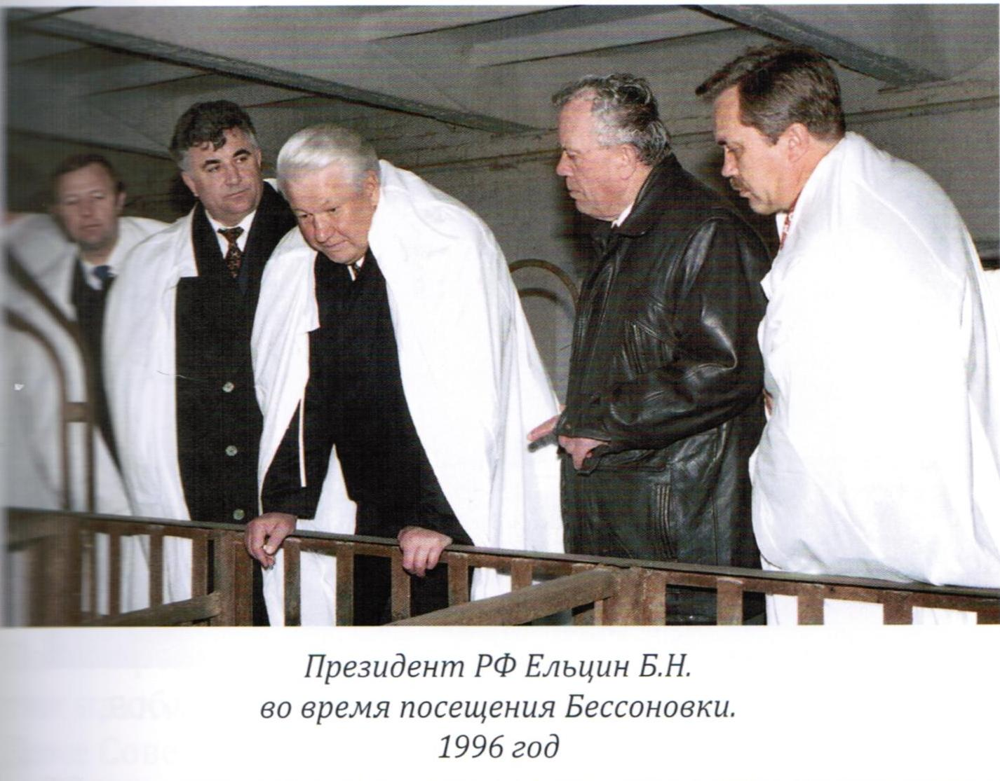 Президент РФ Ельцин Б.Н.
во время посещения Бессоновки.
1996 год